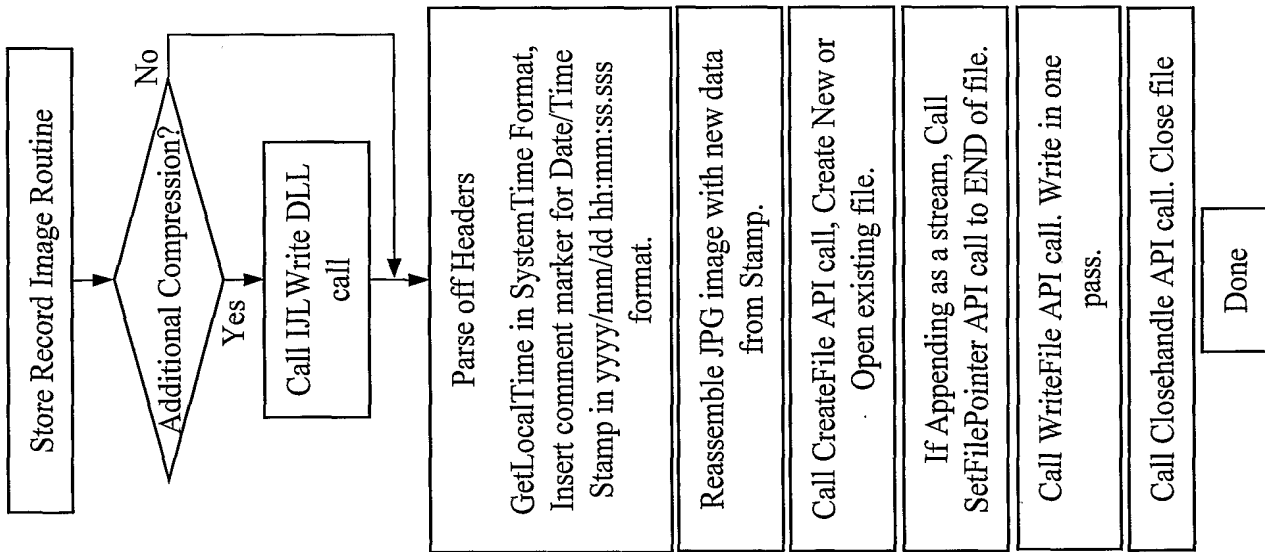 Store Record Image Routine
Additional Compression?
No
Yes
Call IJLWrite DLL
call
Parse off Headers
GetLocalTime in SystemTime Format,
Insert comment marker for Date/Time
Stamp in yyyy/mm/dd hh:mm:ss.sss
format.
Reassemble JPG image with new data
from Stamp.
Call CreateFile API call, Create New or
Open existing file.
If Appending as a stream, Call
SetFilePointer API call to END of file.
Call WriteFile API call. Write in one
pass.
Call Closehandle API call. Close file
Done